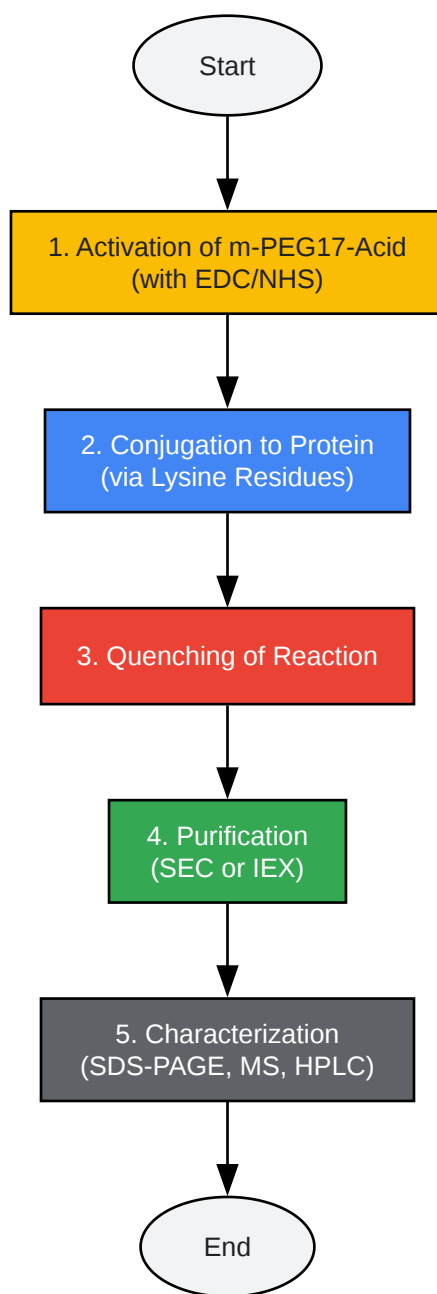 Start
1. Activation of m-PEG17-Acid
(with EDC/NHS)
2. Conjugation to Protein
(via Lysine Residues)
3. Quenching of Reaction
4. Purification
(SEC or IEX)
5. Characterization
(SDS-PAGE, MS, HPLC)
End